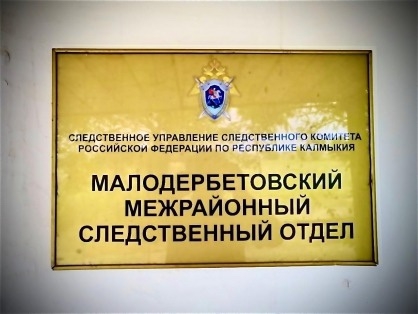 СЛЕДСТВЕННОЕ УПРАВЛЕНИЕ СЛЕДСТВЕННОГО КОМИТЕТА
РОССИЙСКОЙ ФЕДЕРАЦИИ ПО РЕСПУБЛИКЕ КАЛМЫКИЯ
МАЛОДЕРБЕТОВСКИЙ
МЕЖРАЙОННЫЙ
СЛЕДСТВЕННЫЙ ОТДЕЛ